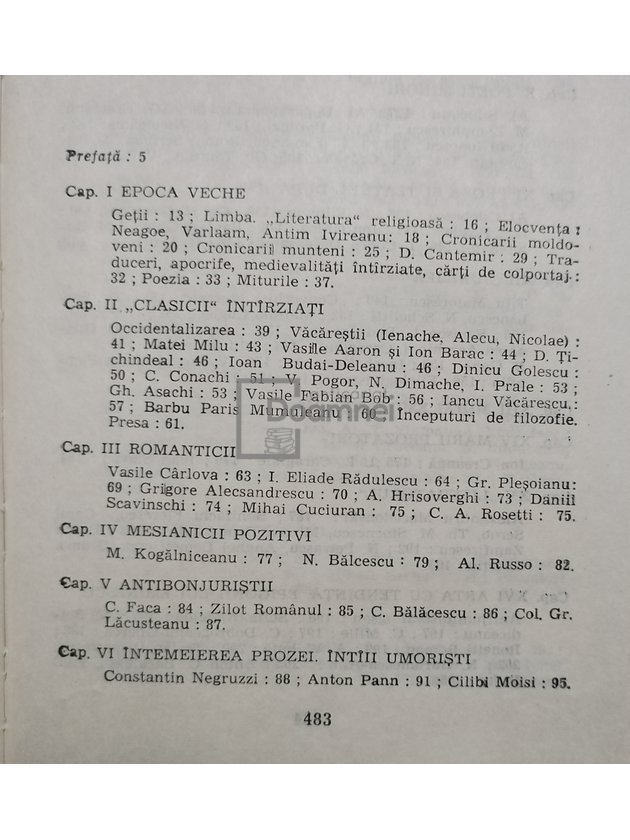 Prefață : 5
Cap. I EPOCA VECHE
Geții : 13 ; Limba. „Literatura" religioasă : 16 ; Elocvența :
Neagoe, Varlaam, Antim Ivireanu: 18 ; Cronicarii moldo-
veni : 20 ; Cronicarii munteni : 25 ; D. Cantemir : 29 ; Tra-
duceri, apocrife, medievalități întîrziate, cărți de colportaj :
32 ; Poezia : 33 ; Miturile : 37.
Cap. II „CLASICII" ÎNTÎRZIAȚI
Occidentalizarea : 39 ; Văcăreștii (Ienache, Alecu, Nicolae) :
41 ; Matei Milu : 43 ; Vasile Aaron și Ion Barac : 44 ; D. Ți-
chindeal : 46 ; Ioan Budai-Deleanu : 46 ; Dinicu Golescu :
50 ; C. Conachi : 51 ; V. Pogor, N. Dimache, I. Prale : 53 ;
Gh. Asachi : 53 ; Vasile Fabian Bob : 56 ; Iancu Văcărescu, :
57 ; Barbu Paris Mumuleanu : 60 ; Începuturi de filozofie.
Presa : 61.
Doamnei
Cap. III ROMANTICII
Vasile Cârlova : 63 ; I. Eliade Rădulescu : 64 ; Gr. Pleșoianu:
69 ; Grigore Alecsandrescu : 70 ; A. Hrisoverghi : 73 ; Daniil
Scavinschi : 74 ; Mihai Cuciuran : 75 ; C. A. Rosetti : 75.
Cap. IV MESIANICII POZITIVI
M. Kogălniceanu : 77 ; N. Bălcescu : 79 ; Al. Russo : 82.
Cap. V ANTIBONJURIȘTII
C. Faca : 84 ; Zilot Românul : 85 ; C. Bălăcescu : 86 ; Col. Gr.
Lăcusteanu : 87.
Cap. VI ÎNTEMEIEREA PROZEI. ÎNTÎII UMORIȘTI
Constantin Negruzzi : 88 ; Anton Pann : 91 ; Cilibi Moisi : 95.
483